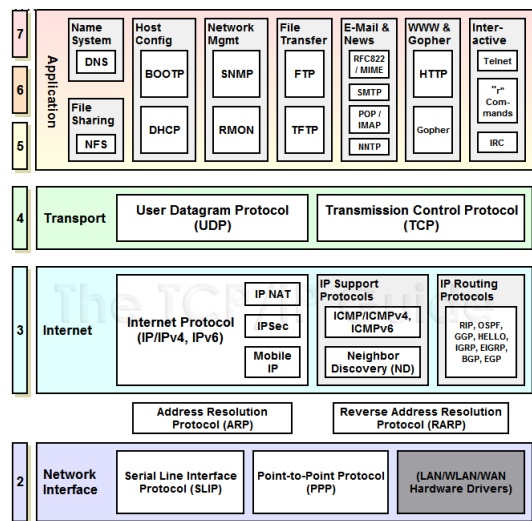 7
6
5
Application
Name
System
DNS
File
Sharing
NFS
Host
Config
BOOTP
DHCP
Network
Mgmt
SNMP
RMON
File
Transfer
FTP
TFTP
E-Mail &
News
RFC822
/ MIME
SMTP
POP /
IMAP
NNTP
WWW &
Gopher
HTTP
Gopher
Inter-
active
Telnet
"r"
Com-
mands
IRC
4
Transport
User Datagram Protocol
(UDP)
Transmission Control Protocol
(TCP)
The TCP/IP Guide
3
Internet
Internet Protocol
(IP/IPv4, IPv6)
IP NAT
IPSec
Mobile
IP
IP Support
Protocols
ICMP/ICMPv4,
ICMPv6
Neighbor
Discovery (ND)
IP Routing
Protocols
RIP, OSPF,
GGP, HELLO,
IGRP, EIGRP,
BGP, EGP
Address Resolution
Protocol (ARP)
Reverse Address Resolution
Protocol (RARP)
2
Network
Interface
Serial Line Interface
Protocol (SLIP)
Point-to-Point Protocol
(PPP)
(LAN/WLAN/WAN
Hardware Drivers)